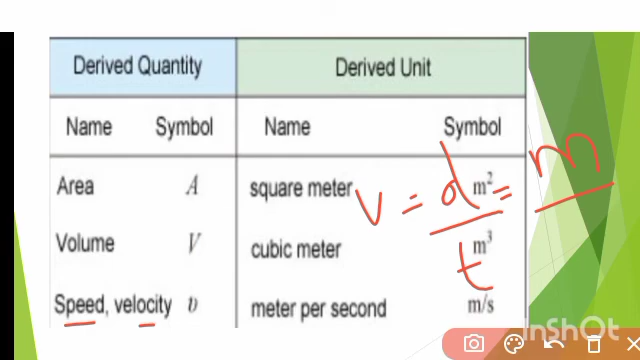 Derived Quantity Derived Unit
Name Symbol Name Symbol
Area A square meter m²
Volume V cubic meter m³
Speed, velocity υ meter per second m/s
v = d/t = m
InShOt